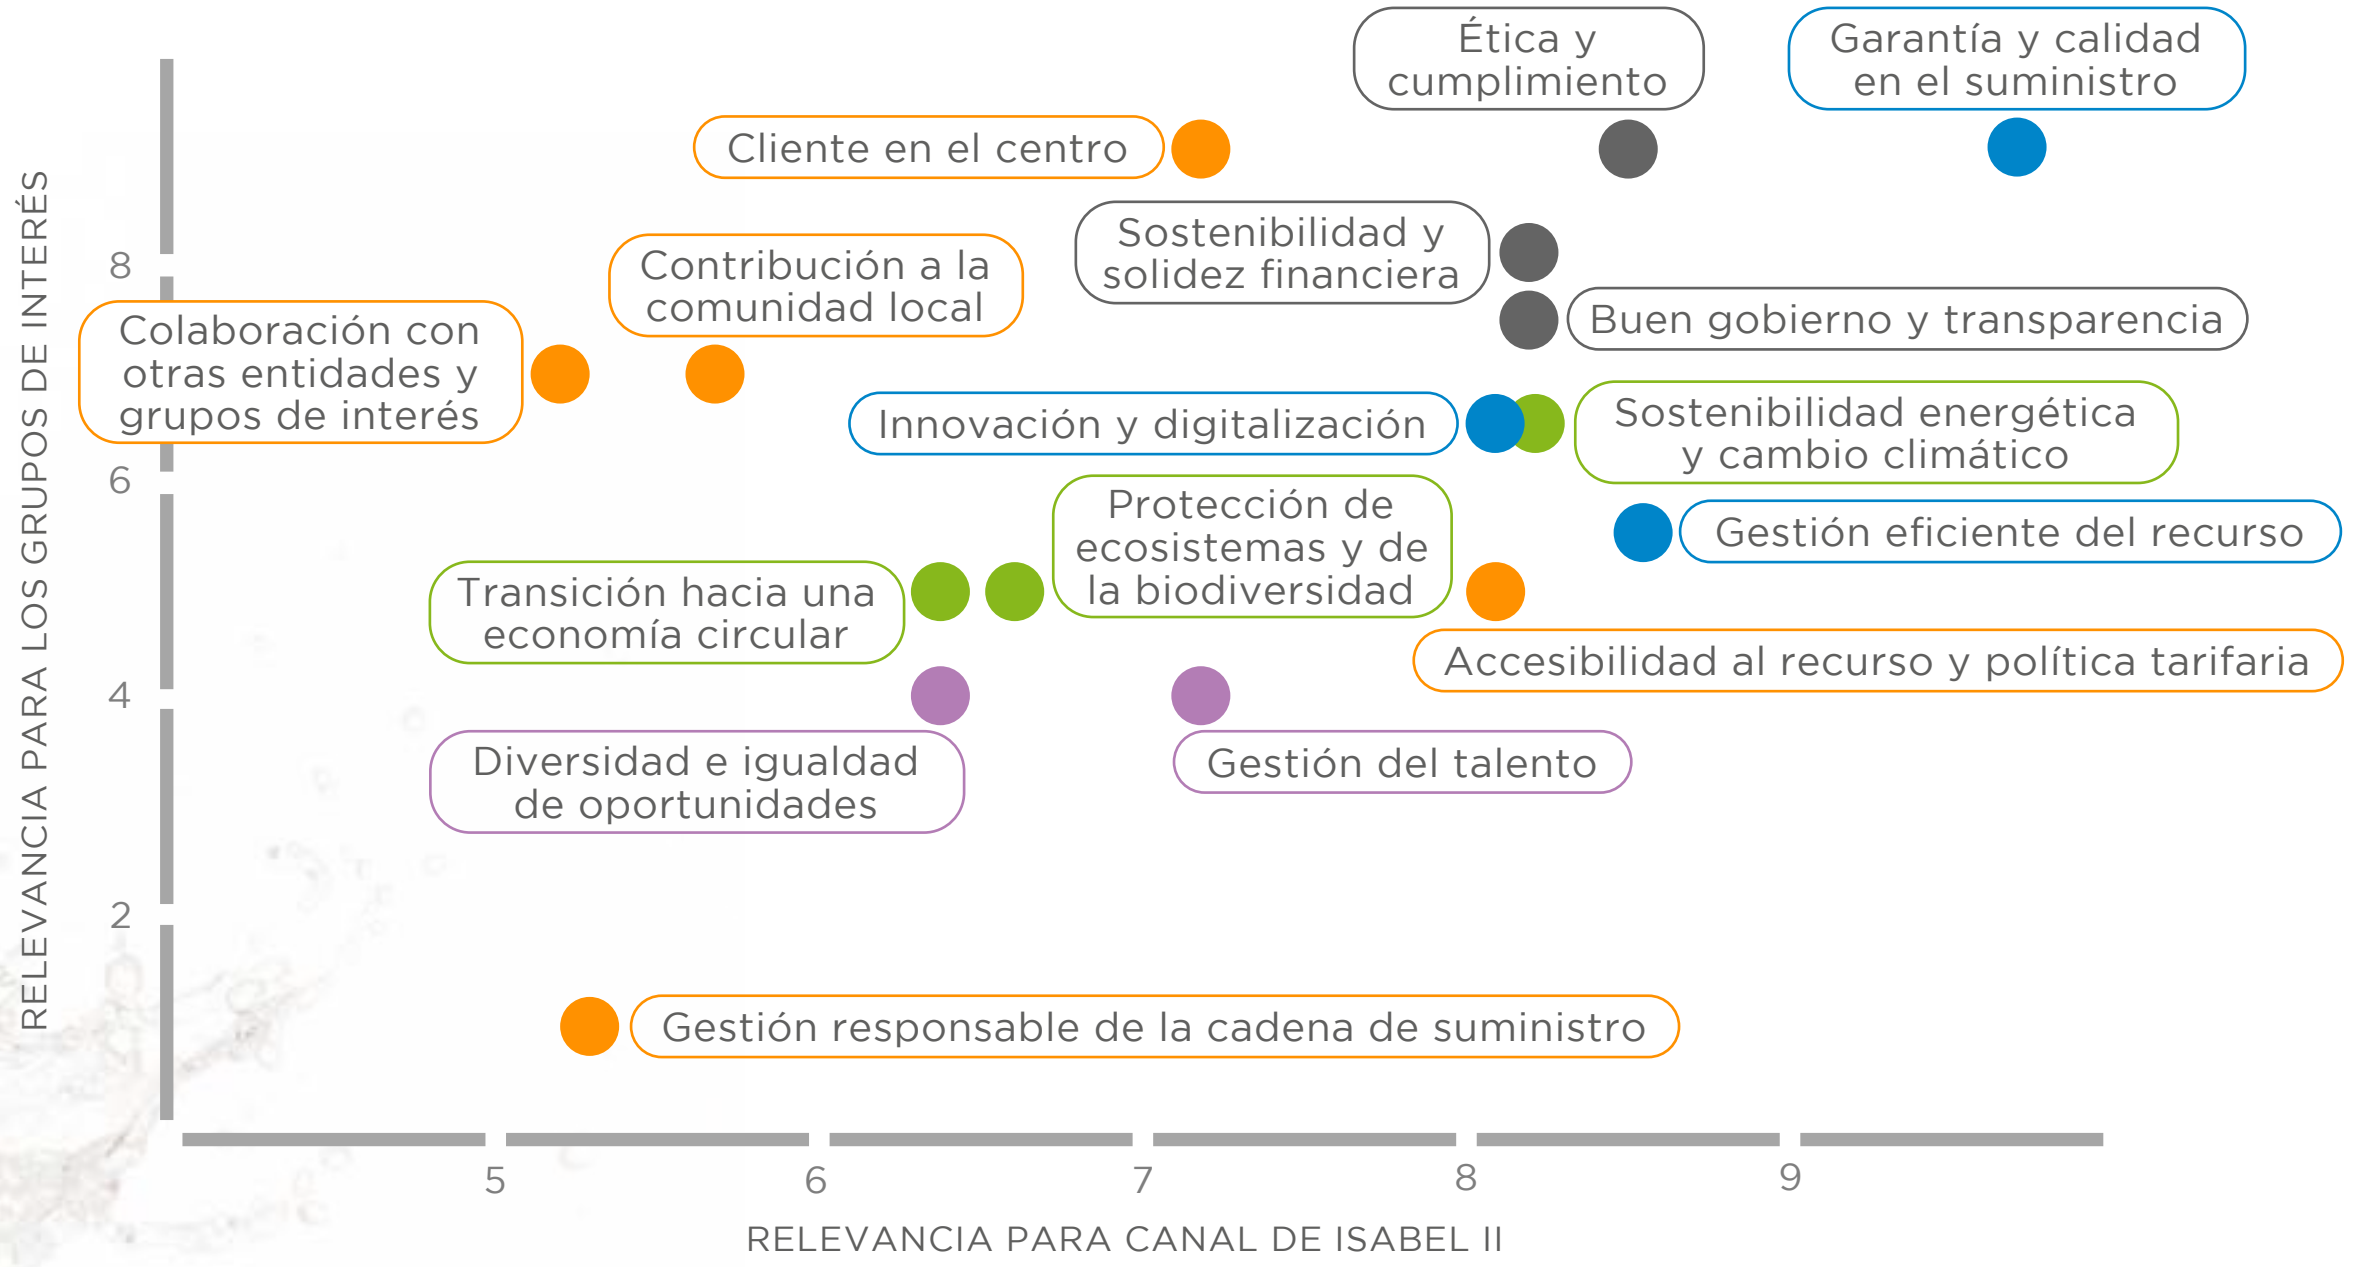 Ética y
cumplimiento
Garantía y calidad
en el suministro
Cliente en el centro
Sostenibilidad y
solidez financiera
Contribución a la
comunidad local
8
Buen gobierno y transparencia
Colaboración con
otras entidades y
grupos de interés
Innovación y digitalización
Sostenibilidad energética
y cambio climático
6
Protección de
ecosistemas y de
la biodiversidad
Gestión eficiente del recurso
Transición hacia una
economía circular
Accesibilidad al recurso y política tarifaria
4
Diversidad e igualdad
de oportunidades
Gestión del talento
2
Gestión responsable de la cadena de suministro
RELEVANCIA PARA LOS GRUPOS DE INTERÉS
5
6
7
8
9
RELEVANCIA PARA CANAL DE ISABEL II